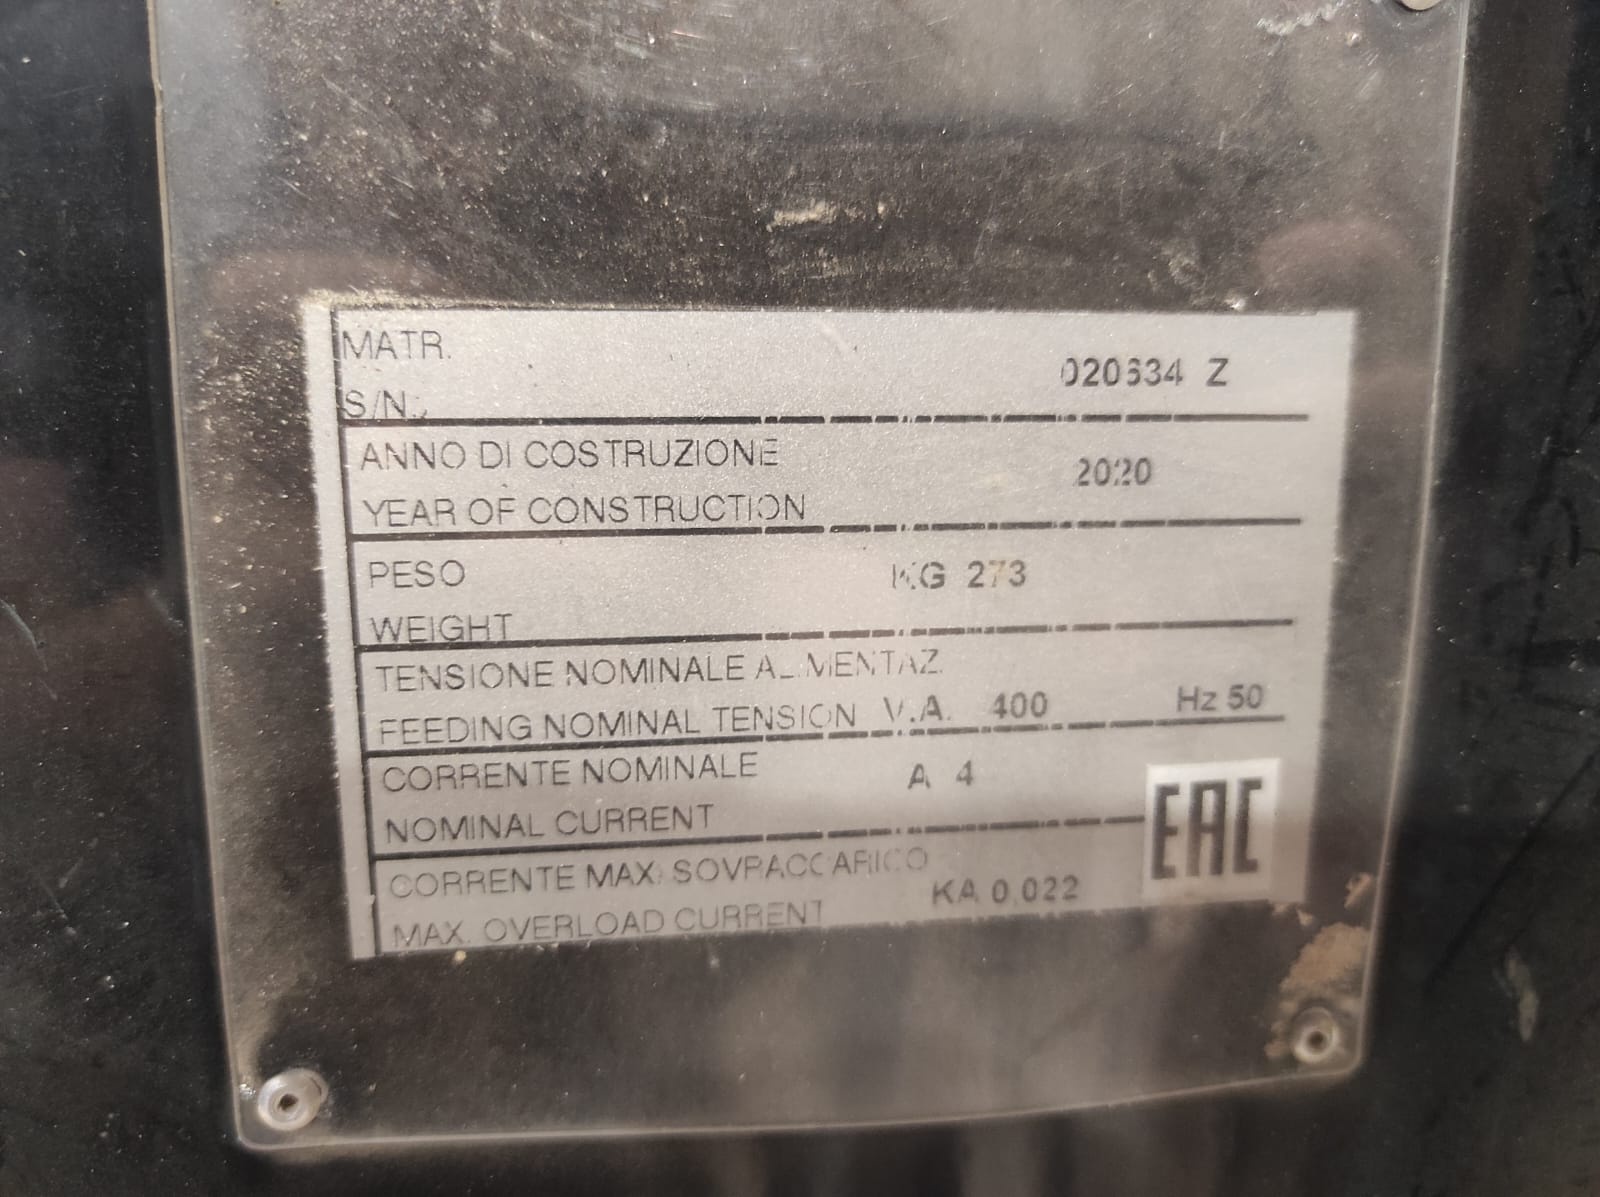 MATR.
S/N.: 020634 Z
ANNO DI COSTRUZIONE
YEAR OF CONSTRUCTION 2020
PESO KG 273
WEIGHT
TENSIONE NOMINALE ALIMENTAZ.
FEEDING NOMINAL TENSION V.A. 400 Hz 50
CORRENTE NOMINALE A 4
NOMINAL CURRENT
EAC
CORRENTE MAX. SOVRACCARICO
MAX. OVERLOAD CURRENT KA 0,022